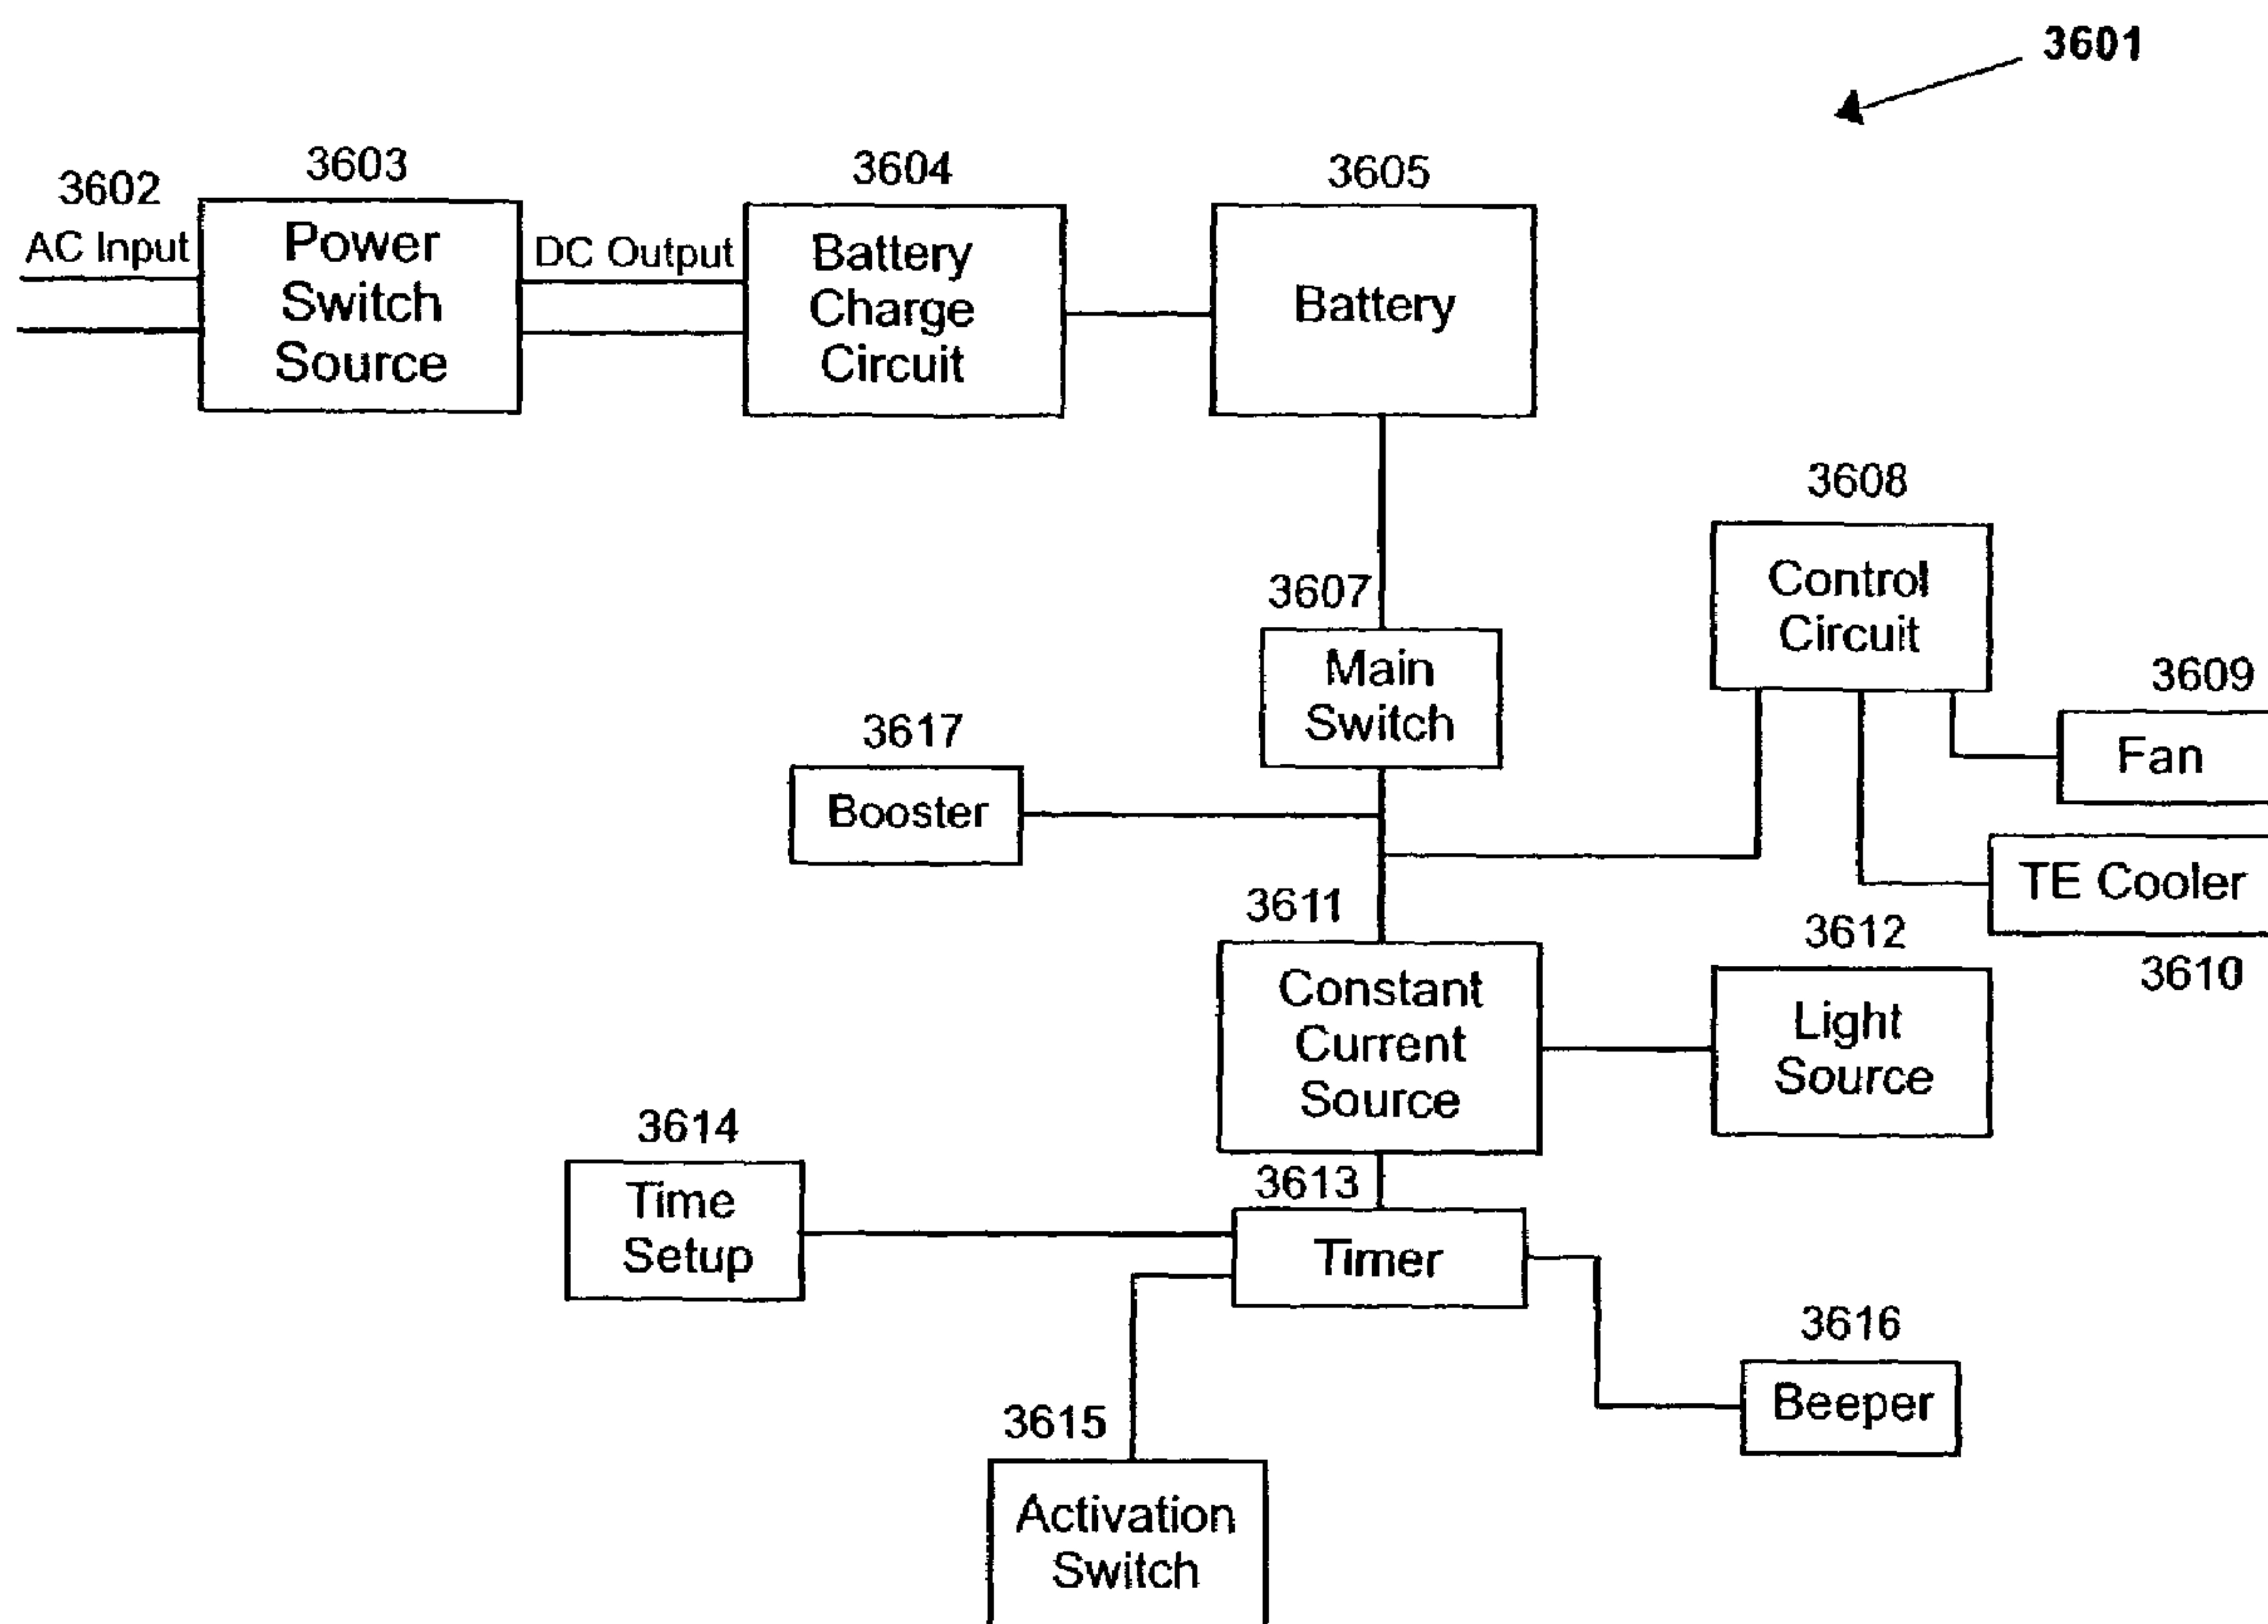 3601
3602
AC Input
3603
Power
Switch
Source
DC Output
3604
Battery
Charge
Circuit
3605
Battery
3607
Main
Switch
3608
Control
Circuit
3609
Fan
TE Cooler
3610
3617
Booster
3611
Constant
Current
Source
3612
Light
Source
3613
Timer
3614
Time
Setup
3615
Activation
Switch
3616
Beeper